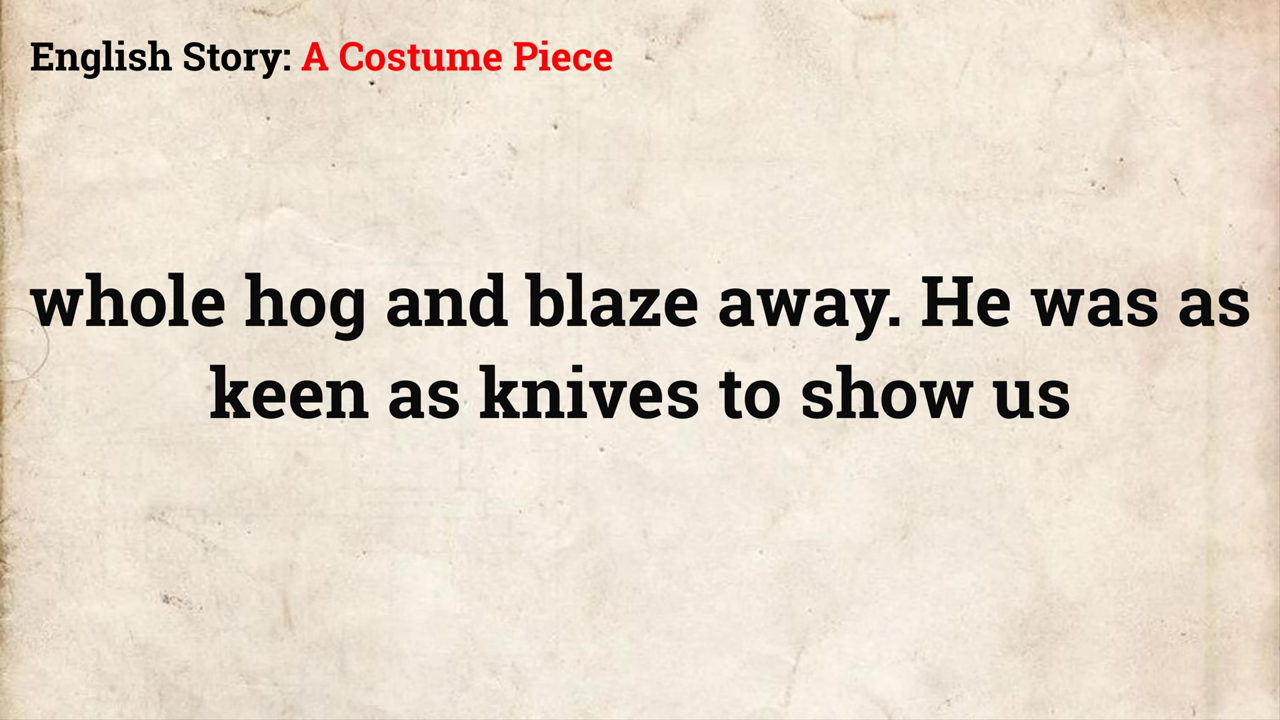 English Story: A Costume Piece
whole hog and blaze away. He was as
keen as knives to show us